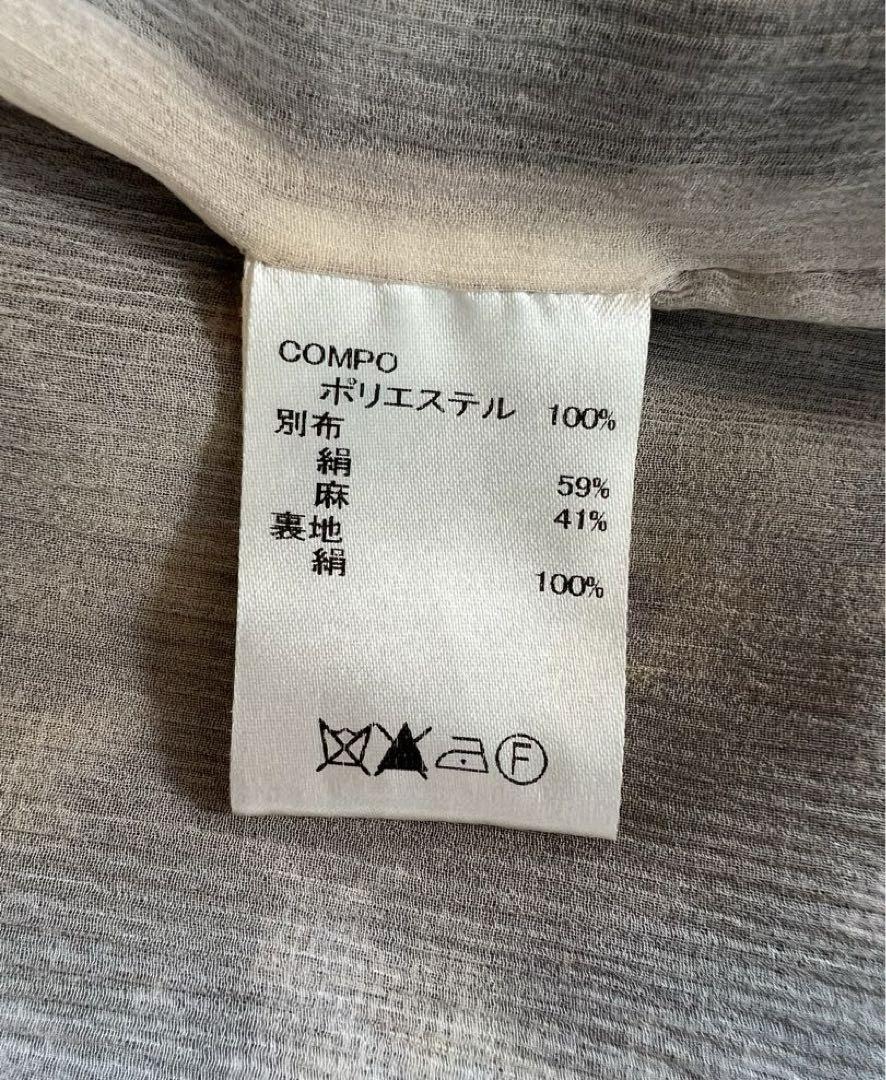 COMPO
ポリエステル 100%
別布
絹 59%
麻 41%
裏地
絹 100%
F